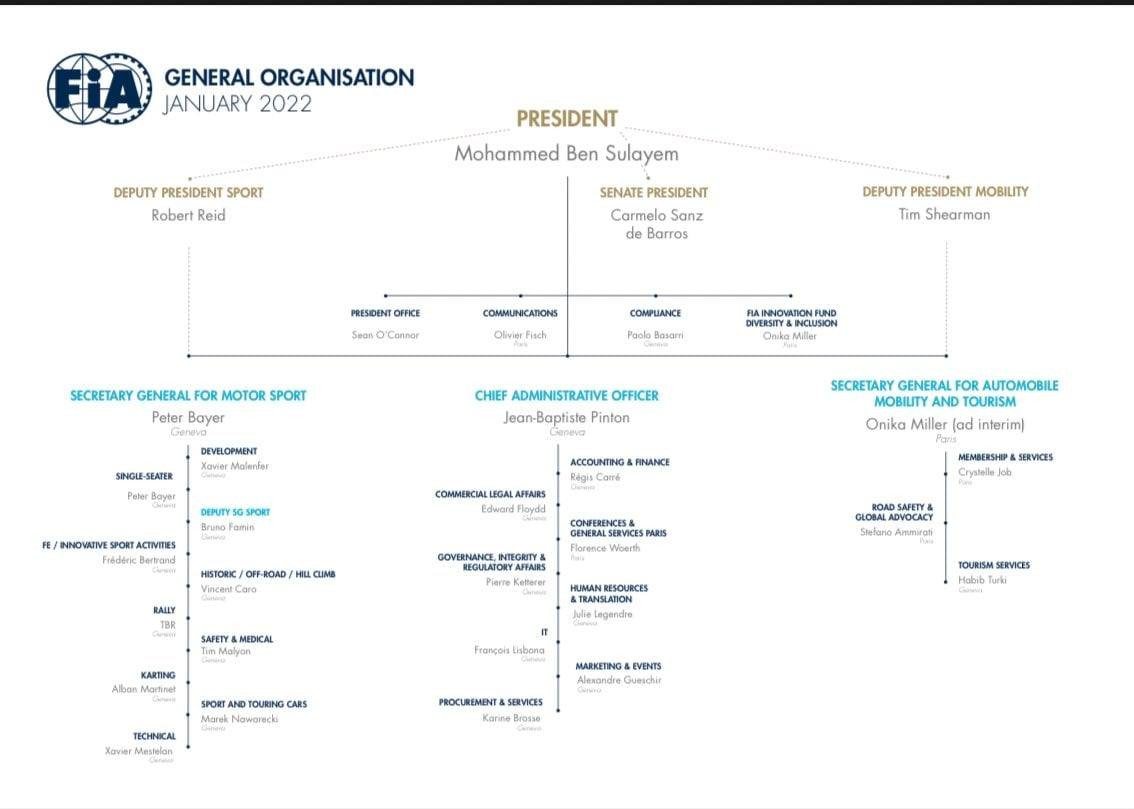 FiA
GENERAL ORGANISATION
JANUARY 2022
PRESIDENT
Mohammed Ben Sulayem
DEPUTY PRESIDENT SPORT
Robert Reid
SENATE PRESIDENT
Carmelo Sanz
de Barros
DEPUTY PRESIDENT MOBILITY
Tim Shearman
PRESIDENT OFFICE
Sean O'Connor
COMMUNICATIONS
Olivier Fisch
Paris
COMPLIANCE
Paolo Basarri
Geneva
FIA INNOVATION FUND
DIVERSITY & INCLUSION
Onika Miller
Paris
SECRETARY GENERAL FOR MOTOR SPORT
Peter Bayer
Geneva
DEVELOPMENT
Xavier Malenfer
Geneva
SINGLE-SEATER
Peter Bayer
Geneva
DEPUTY SG SPORT
Bruno Famin
Geneva
FE / INNOVATIVE SPORT ACTIVITIES
Frédéric Bertrand
Geneva
HISTORIC / OFF-ROAD / HILL CLIMB
Vincent Caro
Geneva
RALLY
TBR
Geneva
SAFETY & MEDICAL
Tim Malyon
Geneva
KARTING
Alban Martinet
Geneva
SPORT AND TOURING CARS
Marek Nawarecki
Geneva
TECHNICAL
Xavier Mestelan
Geneva
CHIEF ADMINISTRATIVE OFFICER
Jean-Baptiste Pinton
Geneva
ACCOUNTING & FINANCE
Régis Carré
Geneva
COMMERCIAL LEGAL AFFAIRS
Edward Floydd
Geneva
CONFERENCES &
GENERAL SERVICES PARIS
Florence Woerth
Paris
GOVERNANCE, INTEGRITY &
REGULATORY AFFAIRS
Pierre Ketterer
Geneva
HUMAN RESOURCES
& TRANSLATION
Julie Legendre
Geneva
IT
François Lisbona
Geneva
MARKETING & EVENTS
Alexandre Gueschir
Geneva
PROCUREMENT & SERVICES
Karine Brosse
Geneva
SECRETARY GENERAL FOR AUTOMOBILE
MOBILITY AND TOURISM
Onika Miller (ad interim)
Paris
MEMBERSHIP & SERVICES
Crystelle Job
Paris
ROAD SAFETY &
GLOBAL ADVOCACY
Stefano Ammirati
Paris
TOURISM SERVICES
Habib Turki
Geneva